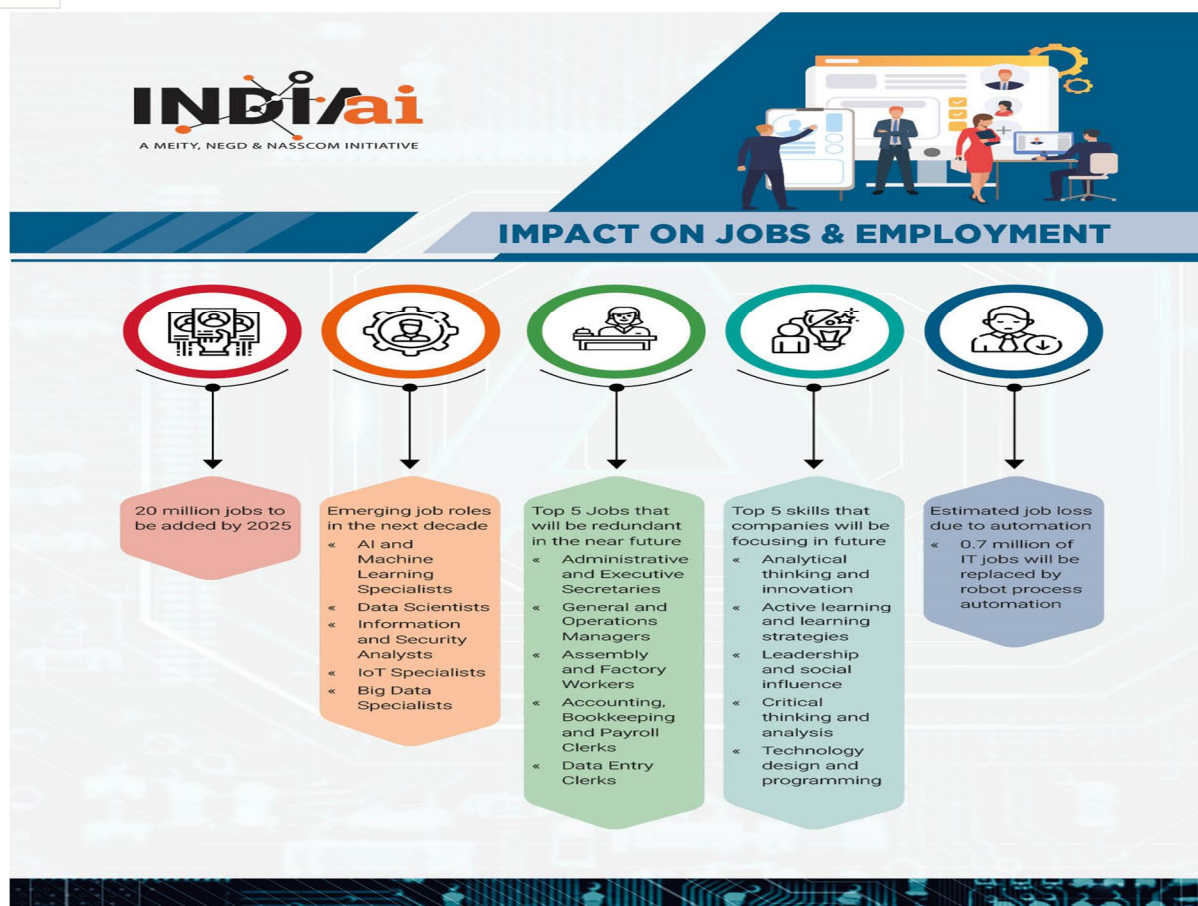 INDIAai
A MEITY, NEGD & NASSCOM INITIATIVE
IMPACT ON JOBS & EMPLOYMENT
20 million jobs to
be added by 2025
Emerging job roles
in the next decade
« AI and
Machine
Learning
Specialists
« Data Scientists
« Information
and Security
Analysts
« IoT Specialists
« Big Data
Specialists
Top 5 Jobs that
will be redundant
in the near future
« Administrative
and Executive
Secretaries
« General and
Operations
Managers
« Assembly
and Factory
Workers
« Accounting,
Bookkeeping
and Payroll
Clerks
« Data Entry
Clerks
Top 5 skills that
companies will be
focusing in future
« Analytical
thinking and
innovation
« Active learning
and learning
strategies
« Leadership
and social
influence
« Critical
thinking and
analysis
« Technology
design and
programming
Estimated job loss
due to automation
« 0.7 million of
IT jobs will be
replaced by
robot process
automation